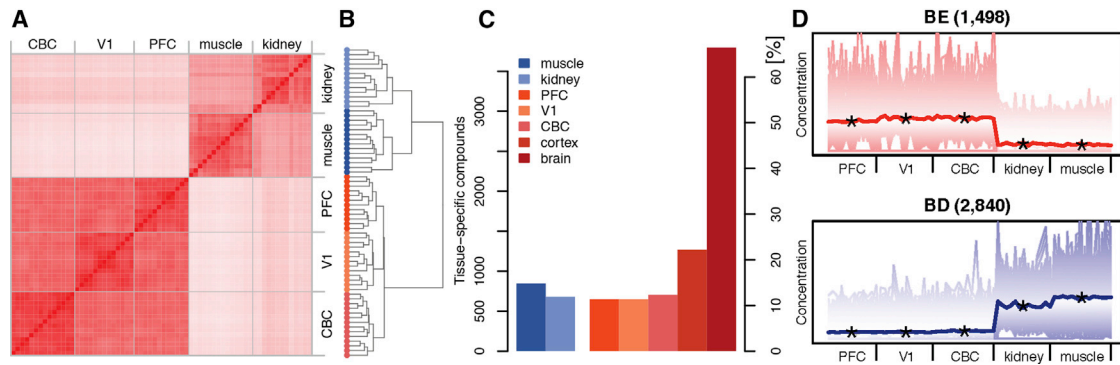 A
CBC V1 PFC muscle kidney
kidney
muscle
PFC
V1
CBC
B
C
Tissue-specific compounds
0 500 1000 2000 3000
muscle
kidney
PFC
V1
CBC
cortex
brain
[%]
0 10 20 30 40 50 60
D
BE (1,498)
Concentration
PFC V1 CBC kidney muscle
BD (2,840)
Concentration
PFC V1 CBC kidney muscle